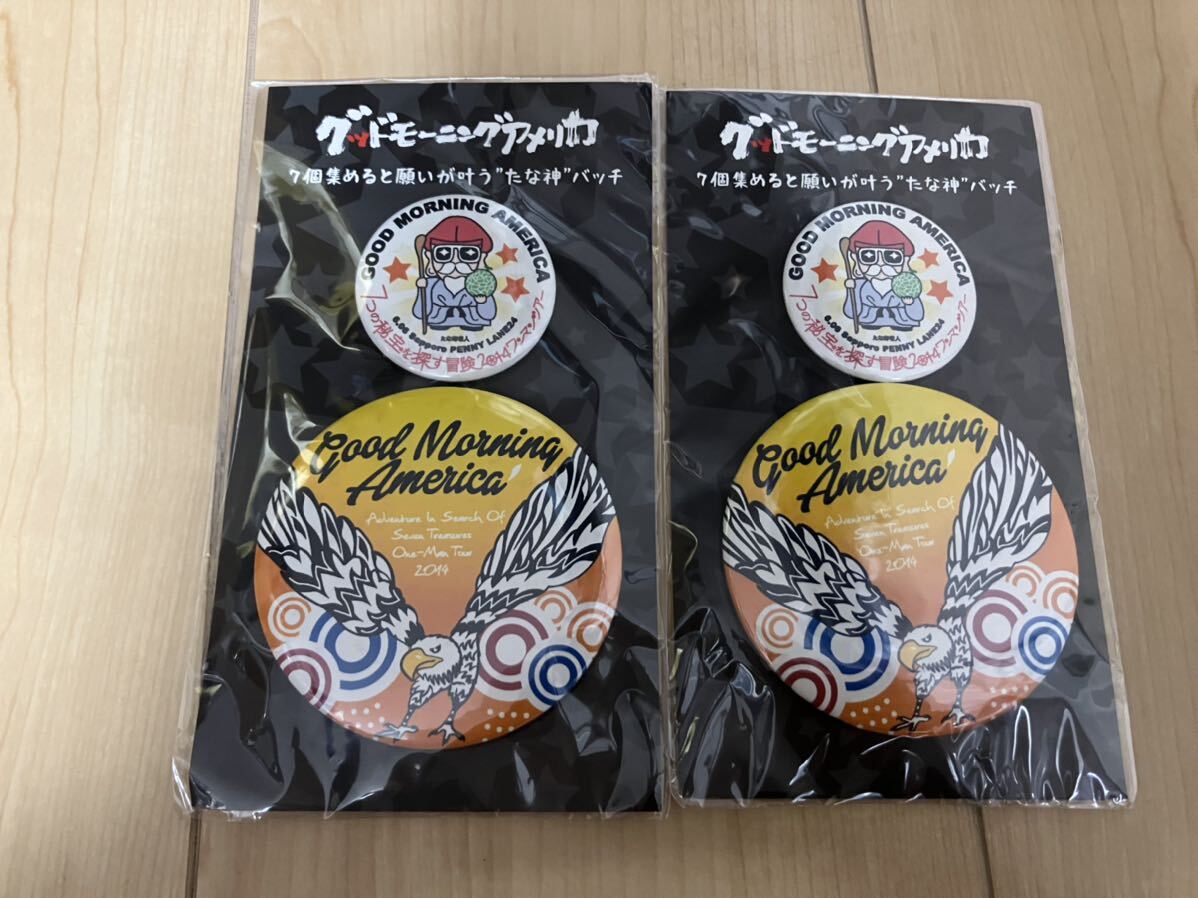 グッドモーニングアメリカ
7個集めると願いが叶う"たな神"バッチ
GOOD MORNING AMERICA
たな神様人
6.06 Sapporo PENNY LANE24
7つの秘宝を探す冒険2014ワンマンツアー
Good Morning
America
Adventure In Search Of
Seven Treasures
One-Man Tour
2014
グッドモーニングアメリカ
7個集めると願いが叶う"たな神"バッチ
GOOD MORNING AMERICA
6.06 Sapporo PENNY LANE24
7つの秘宝を探す冒険2014ワンマンツアー
Good Morning
America
Adventure In Search Of
Seven Treasures
One-Man Tour
2014